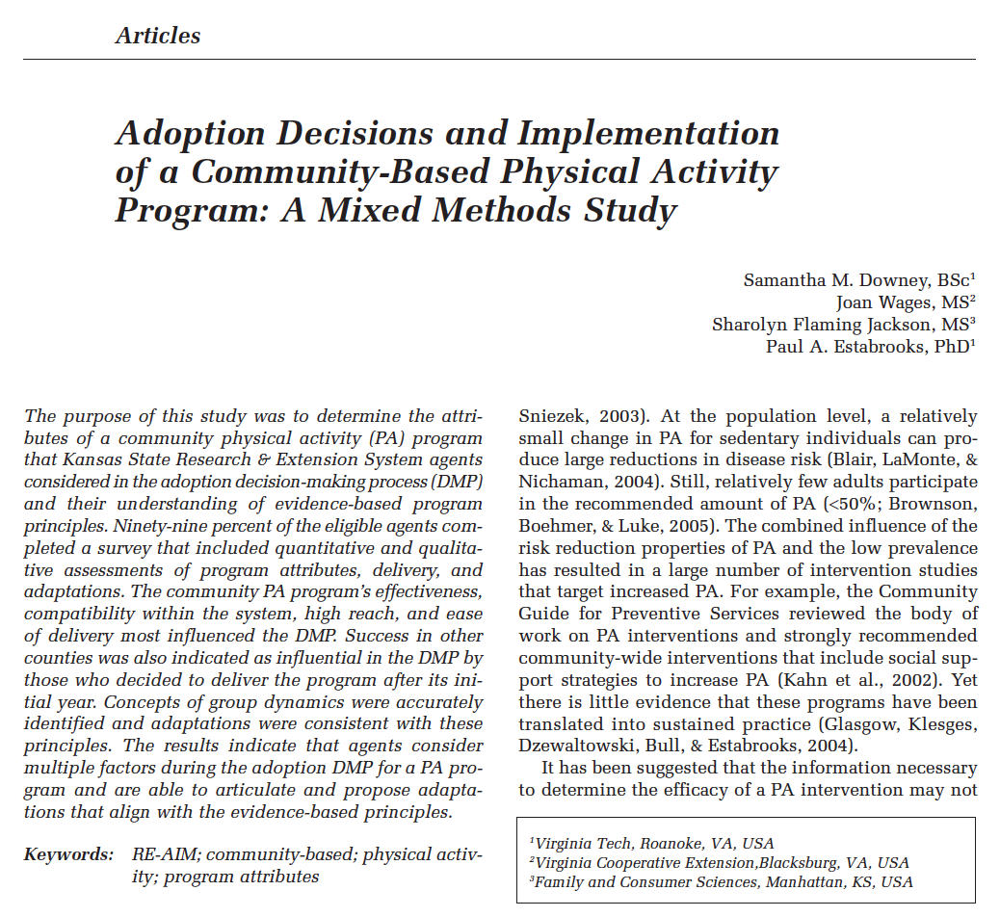 Articles
Adoption Decisions and Implementation
of a Community-Based Physical Activity
Program: A Mixed Methods Study
Samantha M. Downey, BSc¹
Joan Wages, MS²
Sharolyn Flaming Jackson, MS³
Paul A. Estabrooks, PhD¹
The purpose of this study was to determine the attri-
butes of a community physical activity (PA) program
that Kansas State Research & Extension System agents
considered in the adoption decision-making process (DMP)
and their understanding of evidence-based program
principles. Ninety-nine percent of the eligible agents com-
pleted a survey that included quantitative and qualita-
tive assessments of program attributes, delivery, and
adaptations. The community PA program's effectiveness,
compatibility within the system, high reach, and ease
of delivery most influenced the DMP. Success in other
counties was also indicated as influential in the DMP by
those who decided to deliver the program after its ini-
tial year. Concepts of group dynamics were accurately
identified and adaptations were consistent with these
principles. The results indicate that agents consider
multiple factors during the adoption DMP for a PA pro-
gram and are able to articulate and propose adapta-
tions that align with the evidence-based principles.
Keywords: RE-AIM; community-based; physical activ-
ity; program attributes
Sniezek, 2003). At the population level, a relatively
small change in PA for sedentary individuals can pro-
duce large reductions in disease risk (Blair, LaMonte, &
Nichaman, 2004). Still, relatively few adults participate
in the recommended amount of PA (<50%; Brownson,
Boehmer, & Luke, 2005). The combined influence of the
risk reduction properties of PA and the low prevalence
has resulted in a large number of intervention studies
that target increased PA. For example, the Community
Guide for Preventive Services reviewed the body of
work on PA interventions and strongly recommended
community-wide interventions that include social sup-
port strategies to increase PA (Kahn et al., 2002). Yet
there is little evidence that these programs have been
translated into sustained practice (Glasgow, Klesges,
Dzewaltowski, Bull, & Estabrooks, 2004).
It has been suggested that the information necessary
to determine the efficacy of a PA intervention may not
¹Virginia Tech, Roanoke, VA, USA
²Virginia Cooperative Extension,Blacksburg, VA, USA
³Family and Consumer Sciences, Manhattan, KS, USA